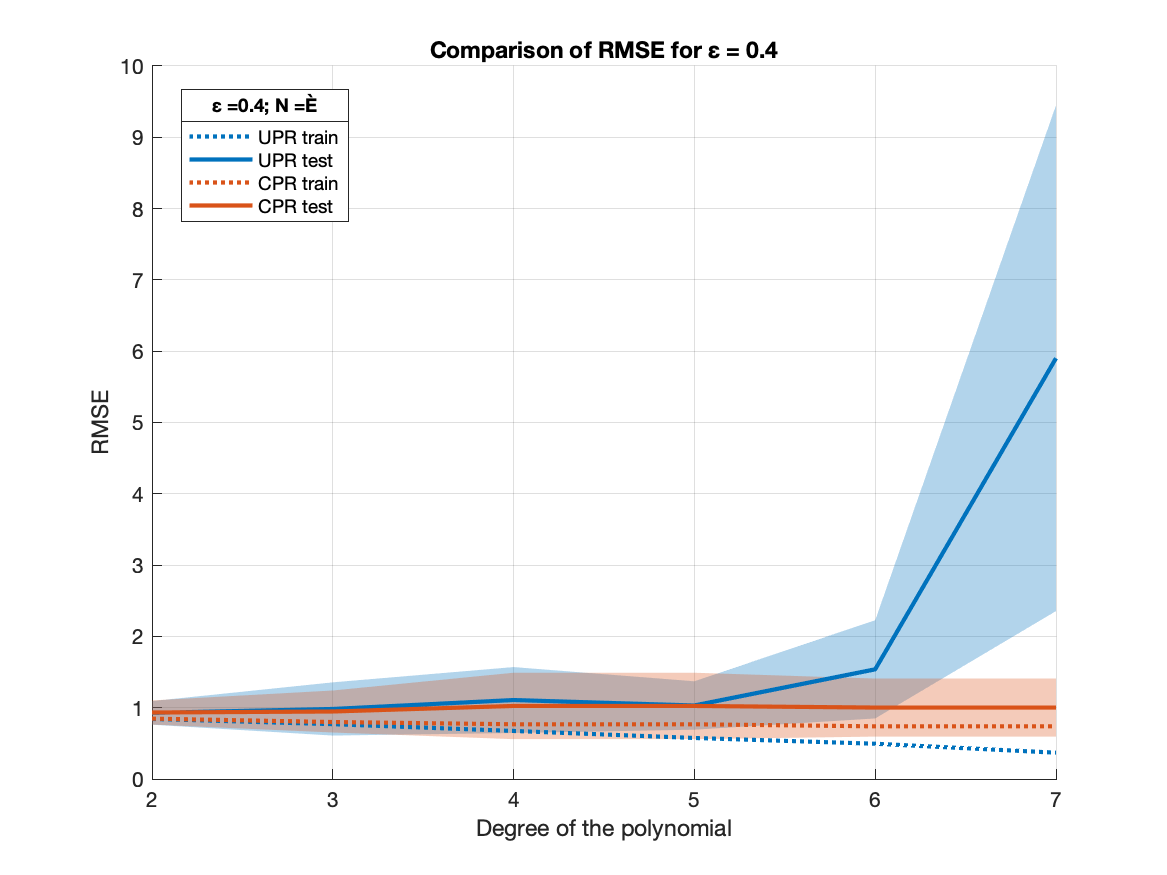 Comparison of RMSE for ε = 0.4
10
9
8
7
6
5
4
3
2
1
0
RMSE
ε =0.4; N =È
UPR train
UPR test
CPR train
CPR test
2 3 4 5 6 7
Degree of the polynomial